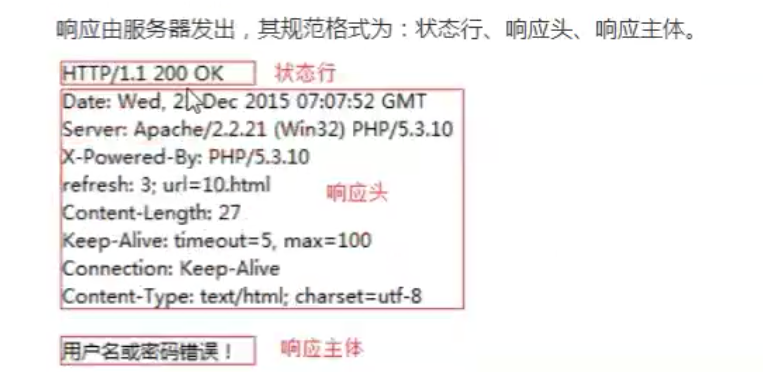 响应由服务器发出，其规范格式为：状态行、响应头、响应主体。
HTTP/1.1 200 OK 状态行
Date: Wed, 2 Dec 2015 07:07:52 GMT
Server: Apache/2.2.21 (Win32) PHP/5.3.10
X-Powered-By: PHP/5.3.10
refresh: 3; url=10.html
响应头
Content-Length: 27
Keep-Alive: timeout=5, max=100
Connection: Keep-Alive
Content-Type: text/html; charset=utf-8
用户名或密码错误！ 响应主体